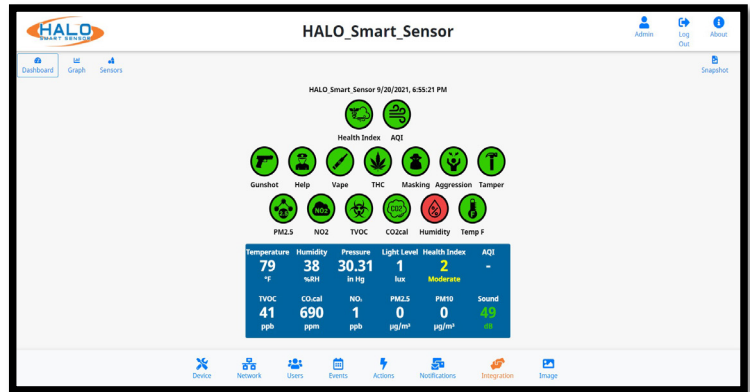 HALO
SMART SENSOR
HALO_Smart_Sensor
Admin
Log Out
About
Dashboard
Graph
Sensors
Snapshot
HALO_Smart_Sensor 9/20/2021, 6:55:21 PM
Health Index AQI
Gunshot Help Vape THC Masking Aggression Tamper
2.5 NO2 CO2 % F
PM2.5 NO2 TVOC CO2cal Humidity Temp F
Temperature Humidity Pressure Light Level Health Index AQI
79 38 30.31 1 2 -
°F %RH in Hg lux Moderate
TVOC CO₂cal NO₂ PM2.5 PM10 Sound
41 690 1 0 0 49
ppb ppm ppb µg/m³ µg/m³ dB
Device Network Users Events Actions Notifications Integration Image